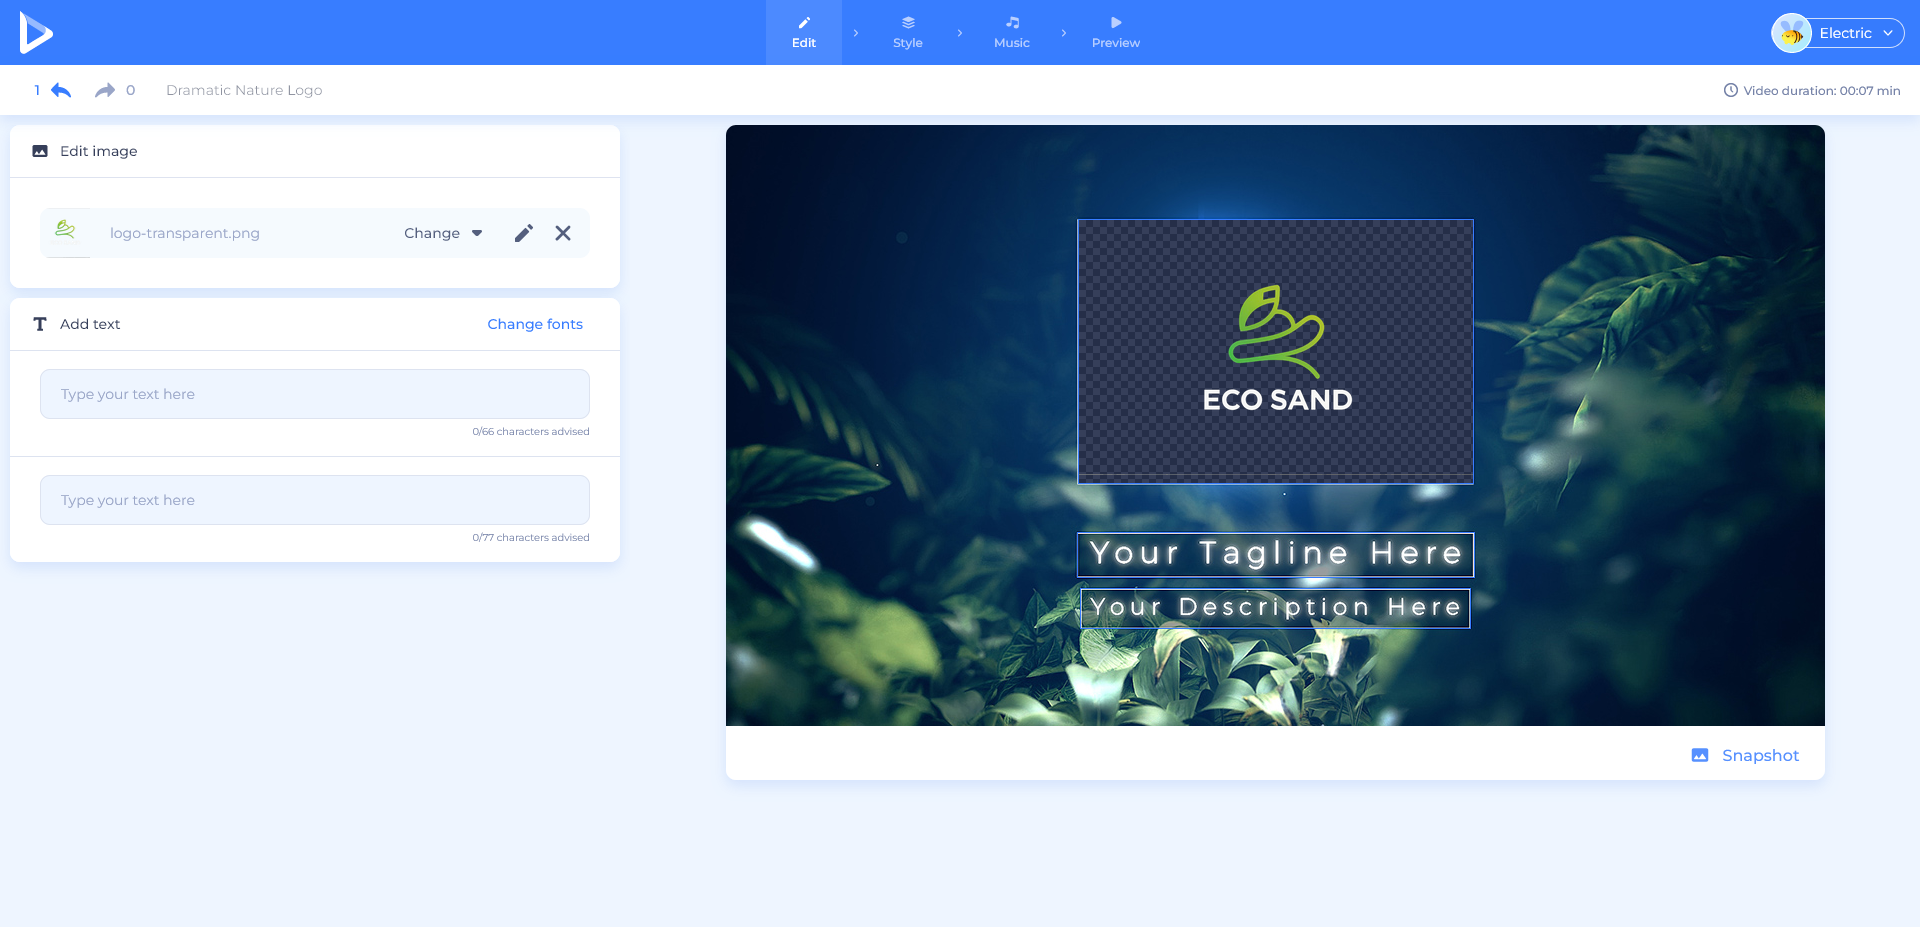 Edit
Style
Music
Preview
Electric
1
0
Dramatic Nature Logo
Video duration: 00:07 min
Edit image
logo-transparent.png
Change
Add text
Change fonts
Type your text here
0/66 characters advised
Type your text here
0/77 characters advised
ECO SAND
Your Tagline Here
Your Description Here
Snapshot